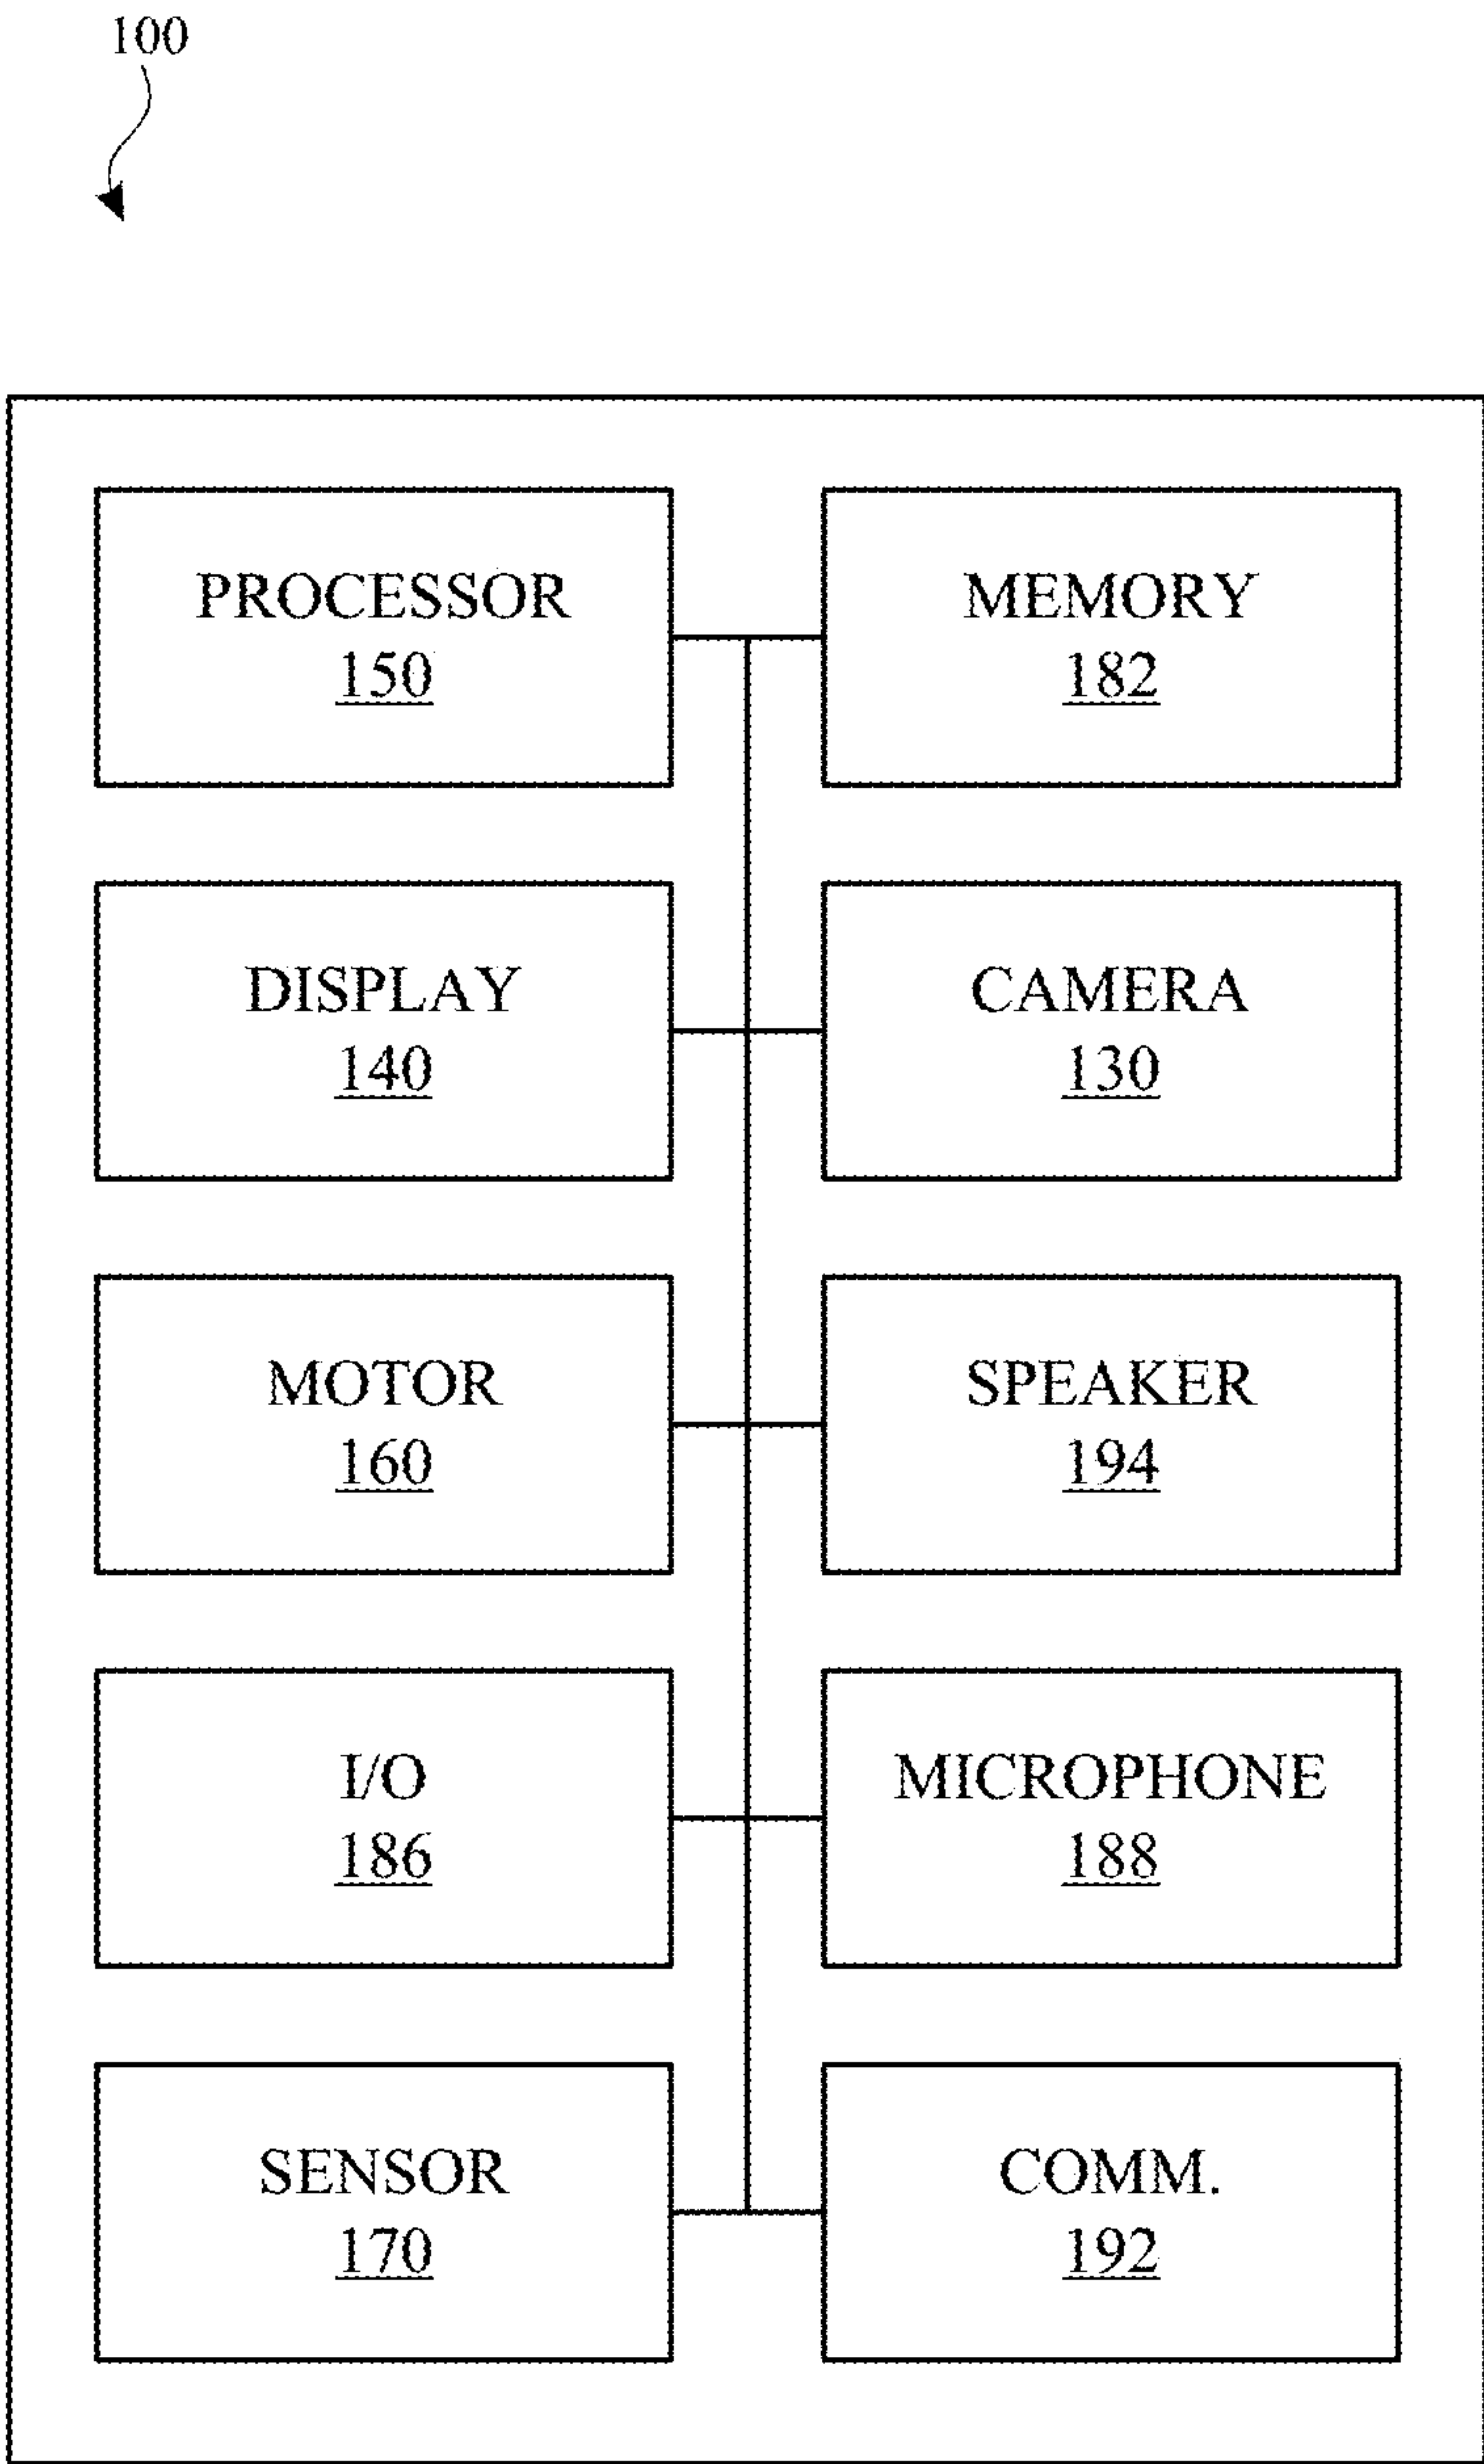 100
PROCESSOR
150
MEMORY
182
DISPLAY
140
CAMERA
130
MOTOR
160
SPEAKER
194
I/O
186
MICROPHONE
188
SENSOR
170
COMM.
192